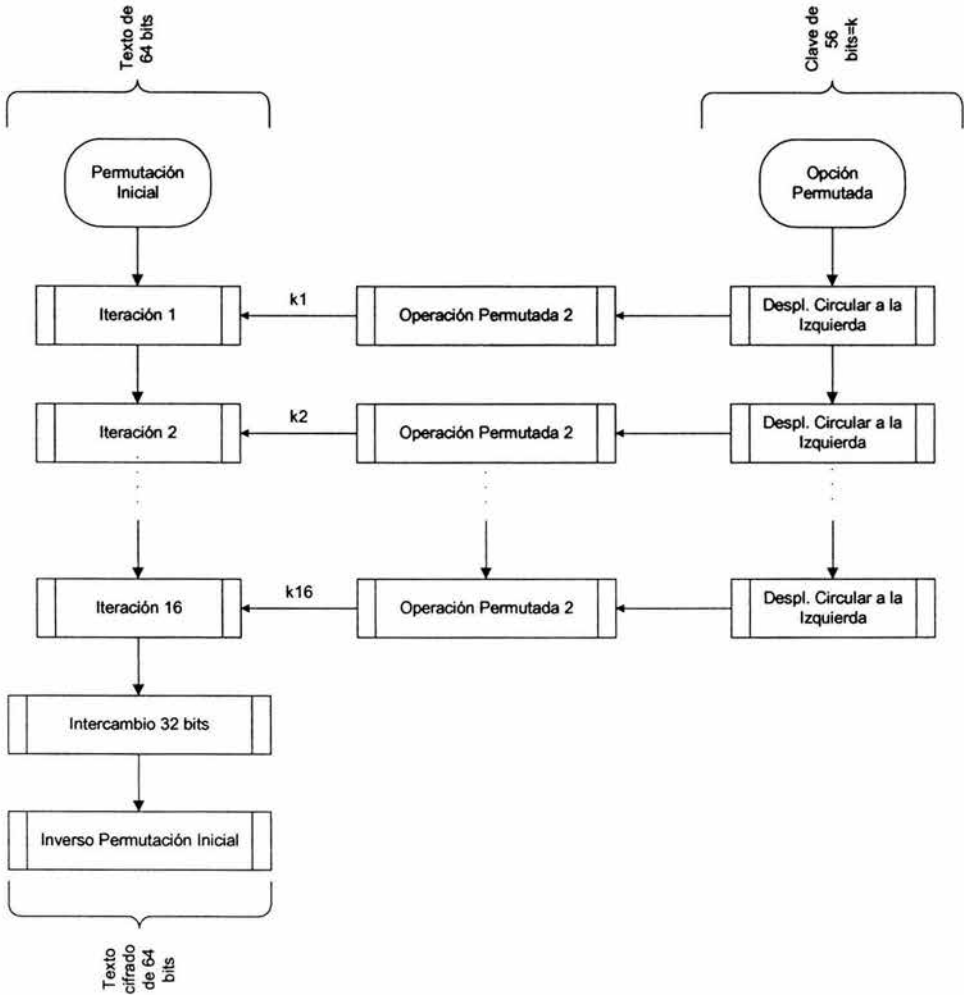 Texto de
64 bits
Clave de
56
bits=k
Permutación
Inicial
Opción
Permutada
Iteración 1
k1
Operación Permutada 2
Despl. Circular a la
Izquierda
Iteración 2
k2
Operación Permutada 2
Despl. Circular a la
Izquierda
Iteración 16
k16
Operación Permutada 2
Despl. Circular a la
Izquierda
Intercambio 32 bits
Inverso Permutación Inicial
Texto
cifrado
de 64
bits